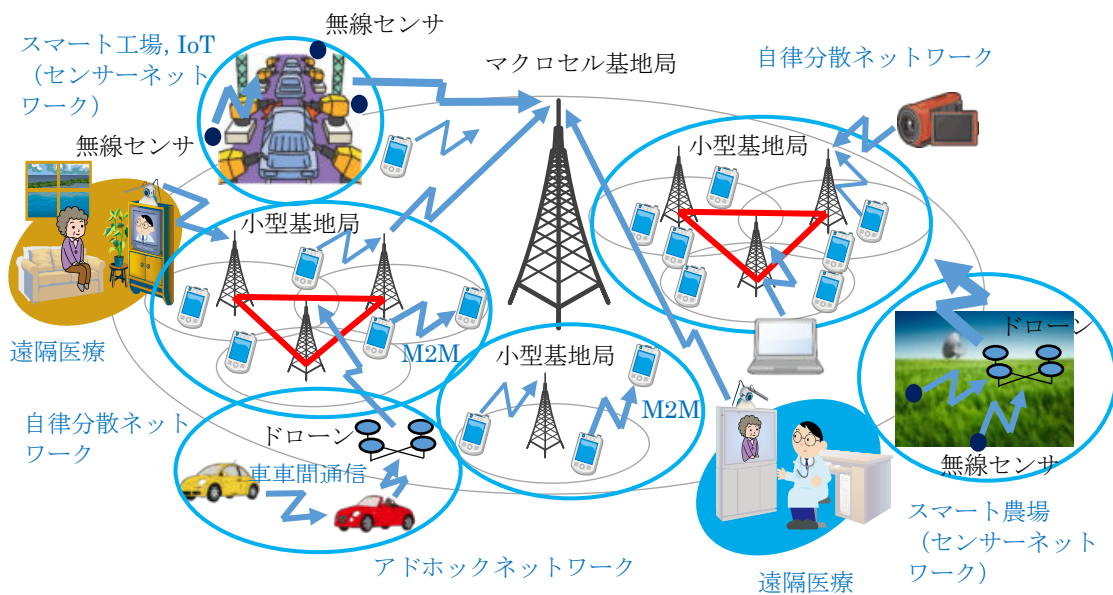 無線センサ
スマート工場, IoT
（センサーネット
ワーク）
マクロセル基地局
自律分散ネットワーク
無線センサ
小型基地局
小型基地局
遠隔医療
M2M
小型基地局
ドローン
M2M
自律分散ネット
ワーク
ドローン
車車間通信
無線センサ
スマート農場
（センサーネット
ワーク）
アドホックネットワーク
遠隔医療